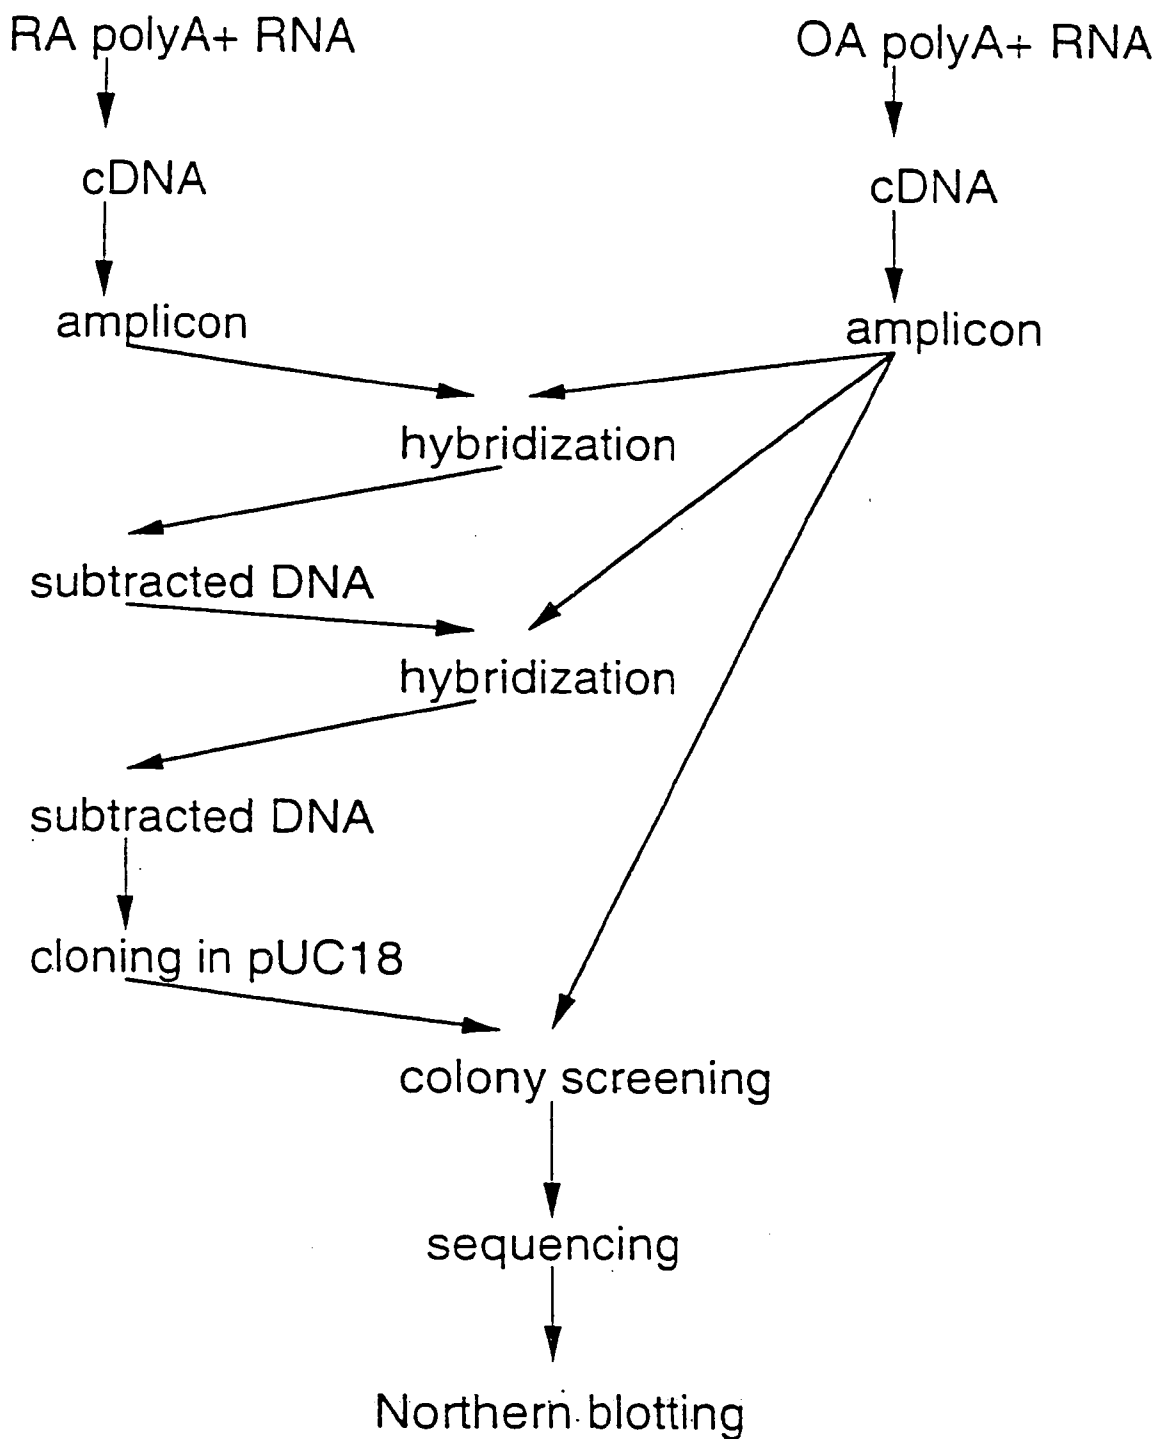 RA polyA+ RNA
OA polyA+ RNA
cDNA
cDNA
amplicon
amplicon
hybridization
subtracted DNA
hybridization
subtracted DNA
cloning in pUC18
colony screening
sequencing
Northern blotting